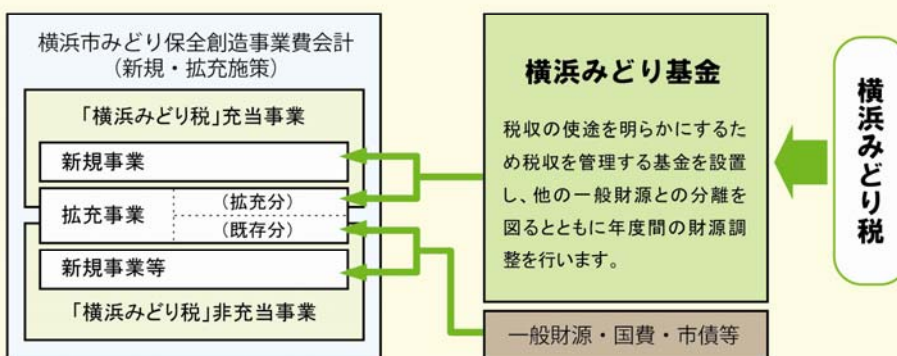 横浜市みどり保全創造事業費会計
（新規・拡充施策）
「横浜みどり税」充当事業
新規事業
拡充事業
（拡充分）
（既存分）
新規事業等
「横浜みどり税」非充当事業
横浜みどり基金
税収の使途を明らかにするた
め税収を管理する基金を設置
し、他の一般財源との分離を
図るとともに年度間の財源調
整を行います。
一般財源・国費・市債等
横浜みどり税